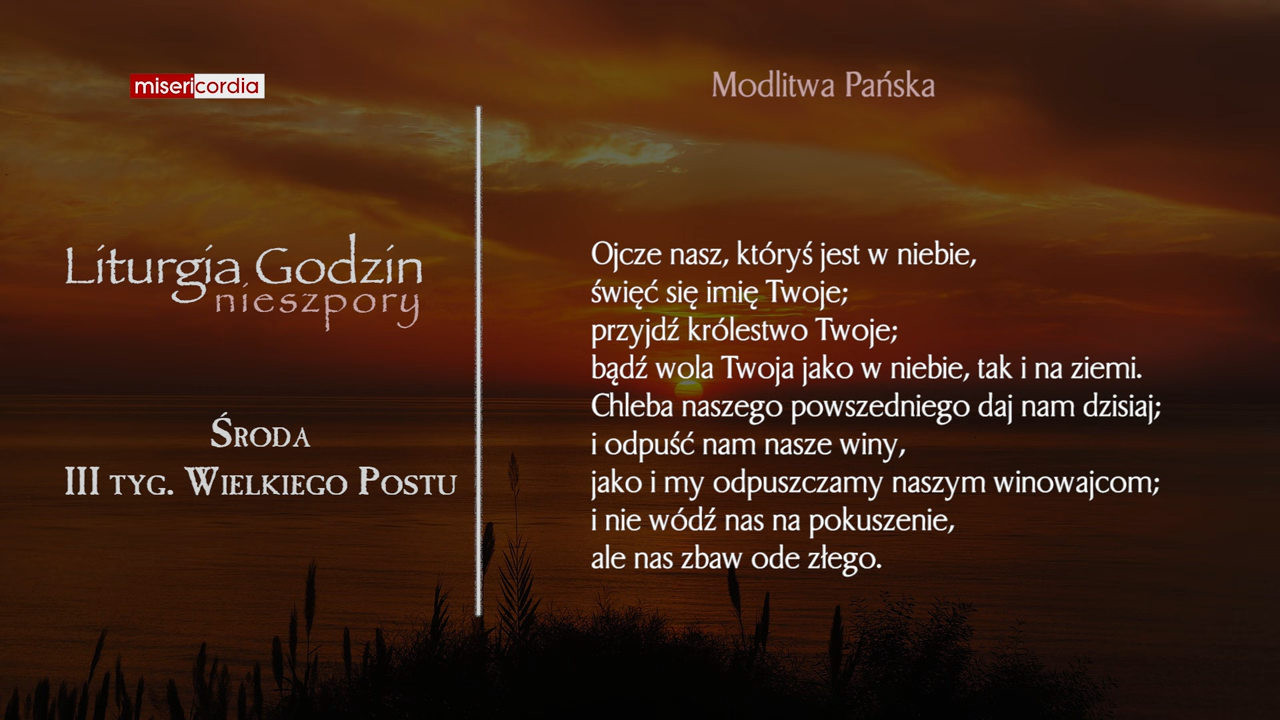 misericordia
Liturgia Godzin
nieszpory
Środa
III tyg. Wielkiego Postu
Modlitwa Pańska
Ojcze nasz, któryś jest w niebie,
święć się imię Twoje;
przyjdź królestwo Twoje;
bądź wola Twoja jako w niebie, tak i na ziemi.
Chleba naszego powszedniego daj nam dzisiaj;
i odpuść nam nasze winy,
jako i my odpuszczamy naszym winowajcom;
i nie wódź nas na pokuszenie,
ale nas zbaw ode złego.